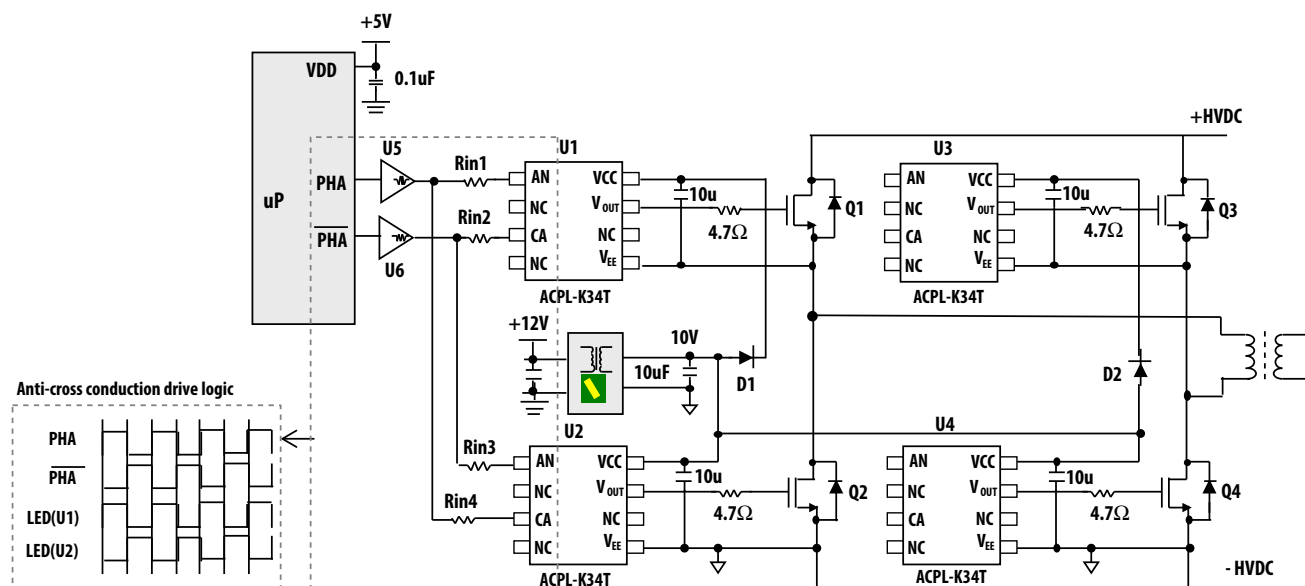 +5V
VDD
0.1uF
+HVDC
U5
Rin1
U1
U3
uP
PHA
AN
VCC
10u
AN
VCC
10u
NC
VOUT
Q1
NC
VOUT
Q3
PHA
Rin2
CA
NC
4.7Ω
CA
NC
4.7Ω
U6
NC
VEE
NC
VEE
ACPL-K34T
ACPL-K34T
+12V
10V
10uF
D1
D2
Anti-cross conduction drive logic
PHA
PHA
LED(U1)
LED(U2)
U2
U4
Rin3
AN
VCC
10u
AN
VCC
10u
NC
VOUT
Q2
NC
VOUT
Q4
Rin4
CA
NC
4.7Ω
CA
NC
4.7Ω
NC
VEE
NC
VEE
ACPL-K34T
ACPL-K34T
- HVDC